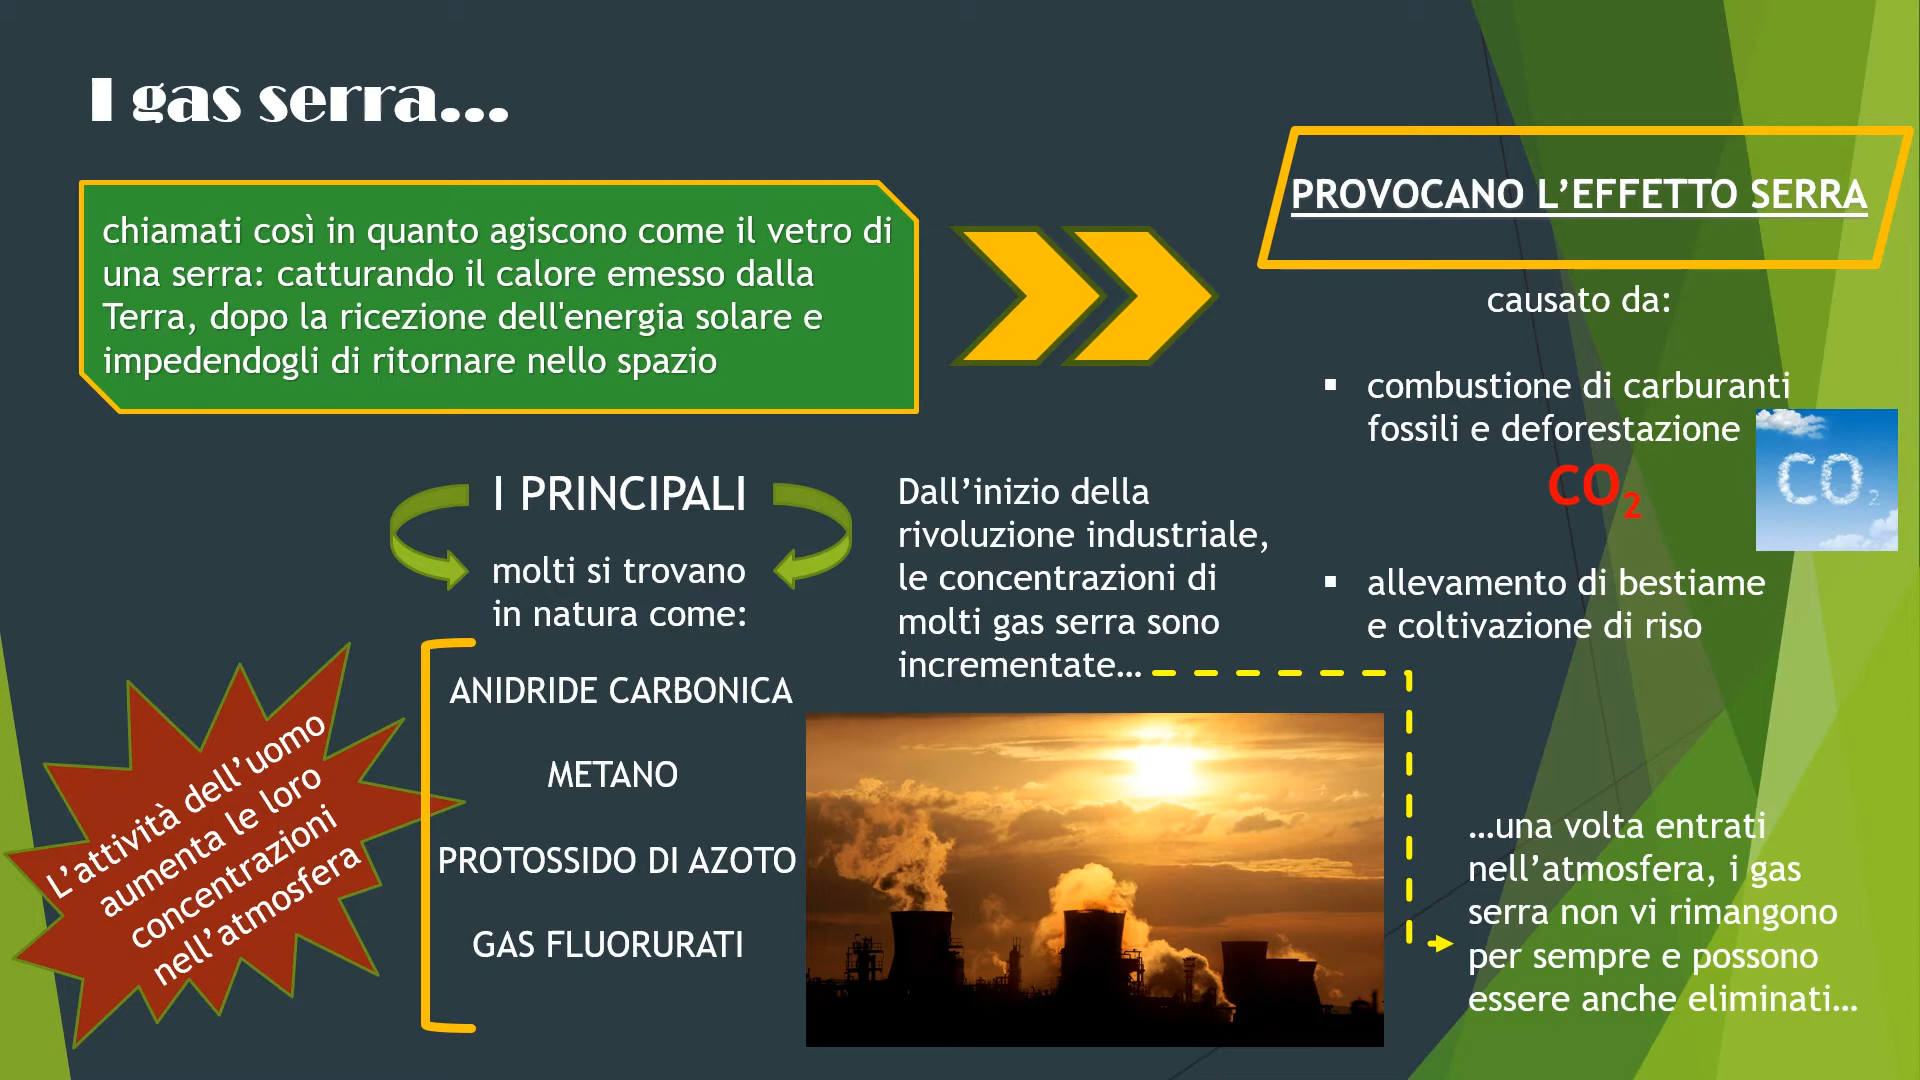 I gas serra...
chiamati così in quanto agiscono come il vetro di
una serra: catturando il calore emesso dalla
Terra, dopo la ricezione dell'energia solare e
impedendogli di ritornare nello spazio
PROVOCANO L’EFFETTO SERRA
causato da:
▪ combustione di carburanti
fossili e deforestazione
CO₂
CO₂
▪ allevamento di bestiame
e coltivazione di riso
I PRINCIPALI
molti si trovano
in natura come:
ANIDRIDE CARBONICA
METANO
PROTOSSIDO DI AZOTO
GAS FLUORURATI
L’attività dell’uomo
aumenta le loro
concentrazioni
nell’atmosfera
Dall’inizio della
rivoluzione industriale,
le concentrazioni di
molti gas serra sono
incrementate…
…una volta entrati
nell’atmosfera, i gas
serra non vi rimangono
per sempre e possono
essere anche eliminati…